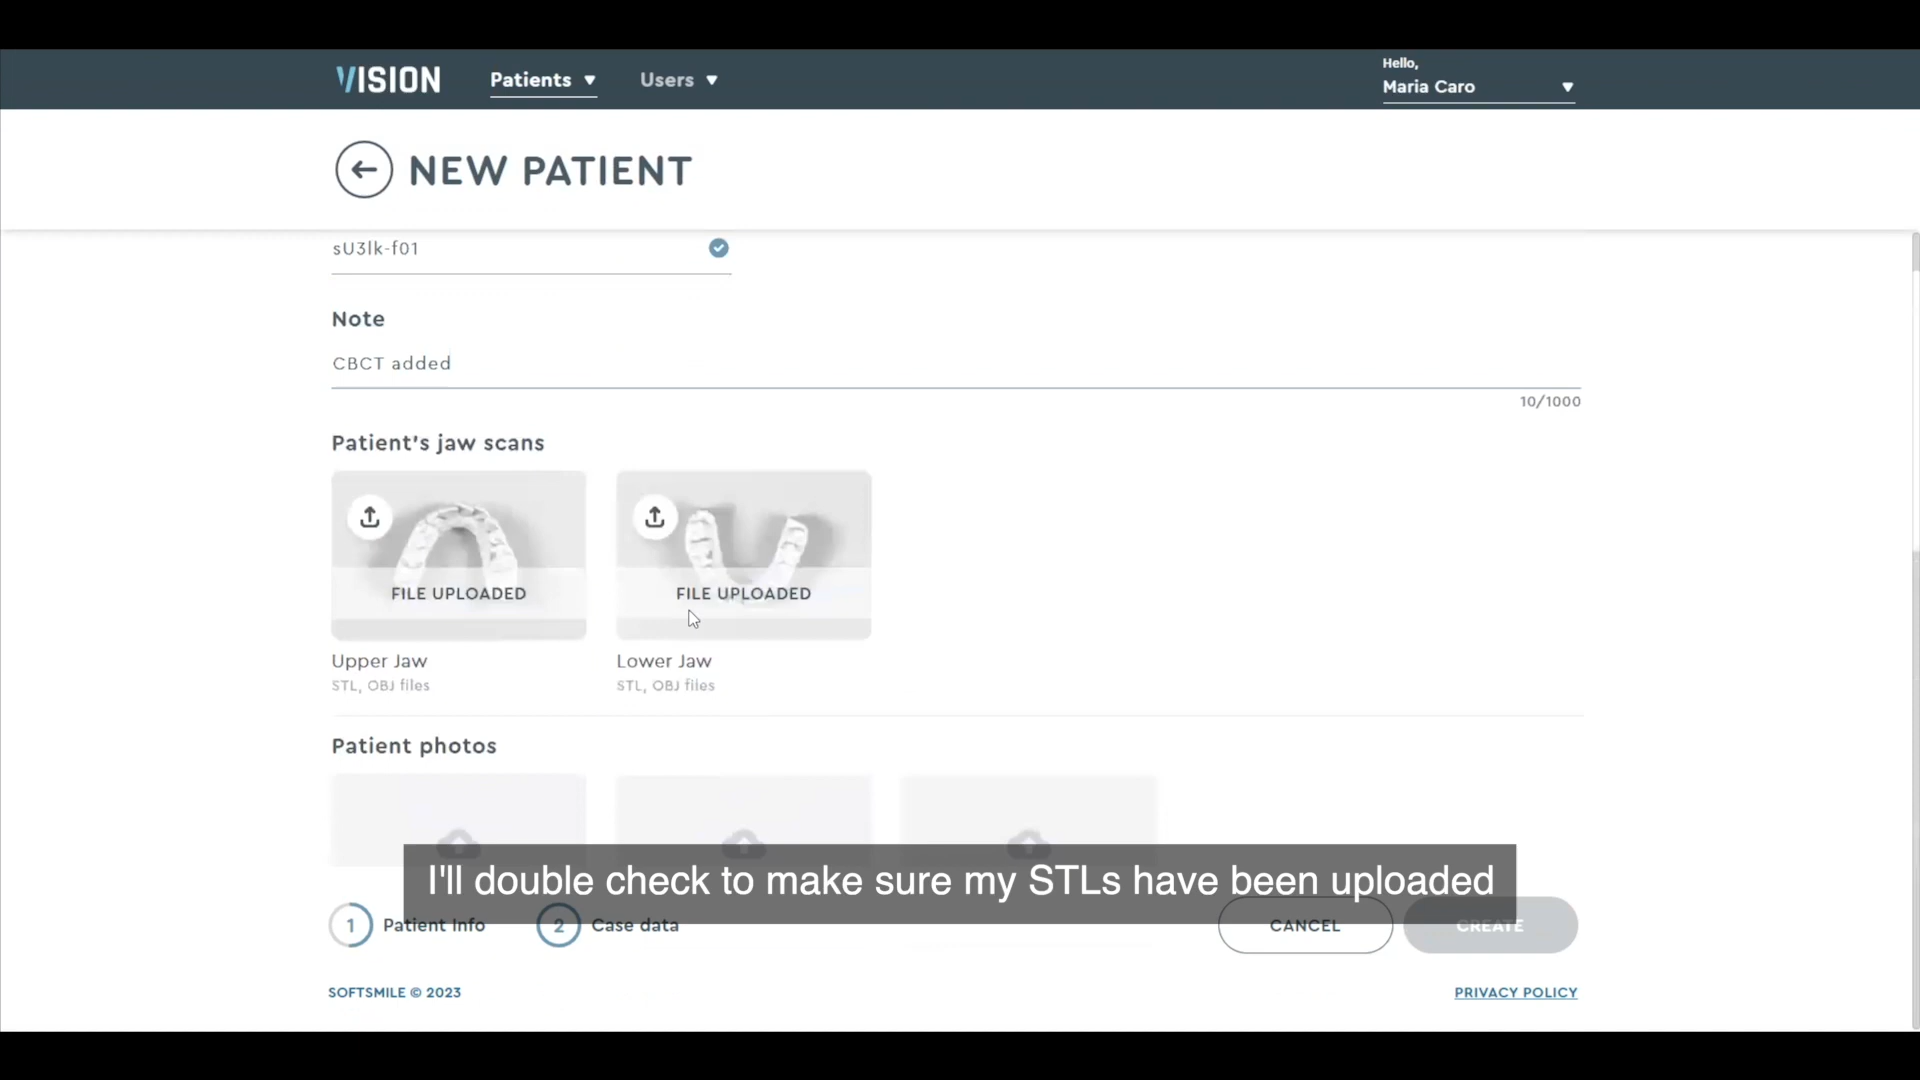 VISION
Patients
Users
Hello,
Maria Caro
NEW PATIENT
sU3lk-f01
Note
CBCT added
10/1000
Patient's jaw scans
FILE UPLOADED
FILE UPLOADED
Upper Jaw
STL, OBJ files
Lower Jaw
STL, OBJ files
Patient photos
I'll double check to make sure my STLs have been uploaded
1 Patient Info
2 Case data
CANCEL
CREATE
SOFTSMILE © 2023
PRIVACY POLICY